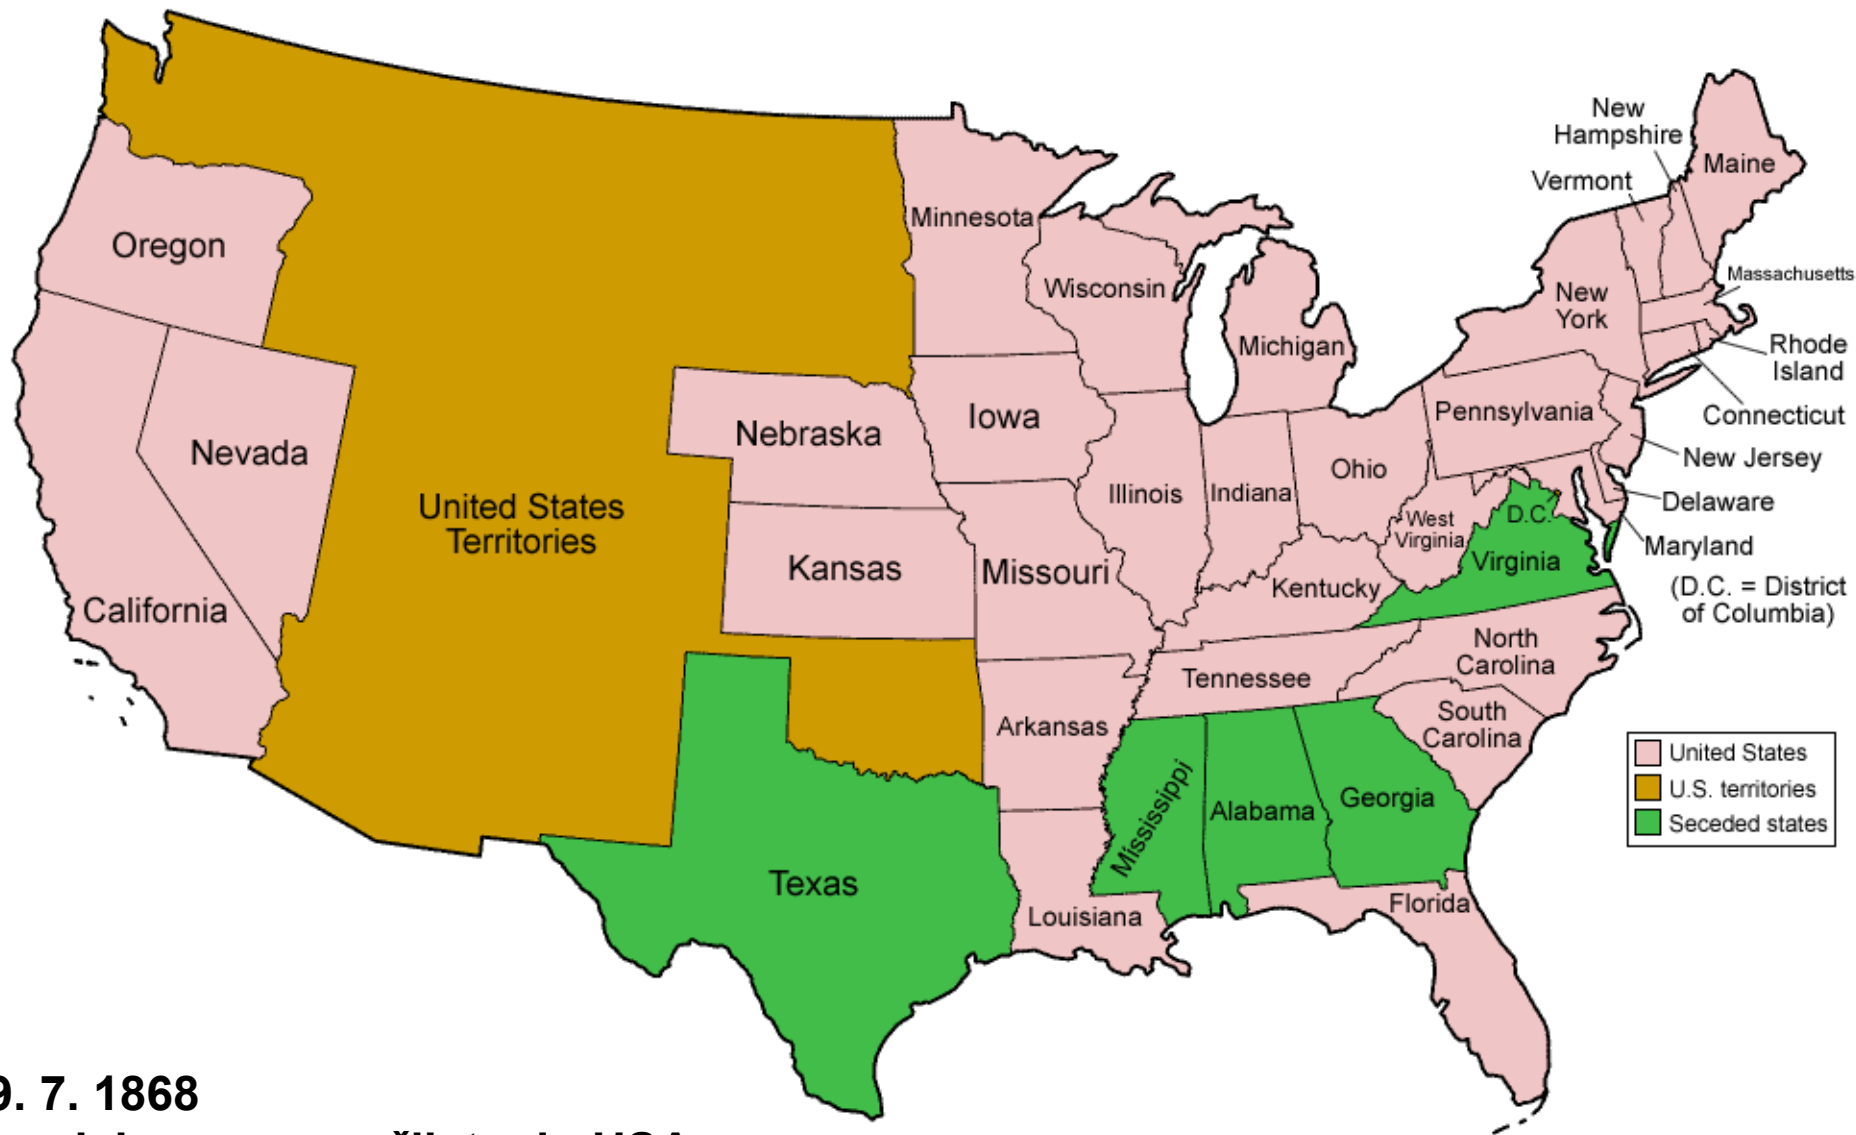 New
Hampshire
Maine
Vermont
Minnesota
Oregon
Massachusetts
Wisconsin
New
York
Michigan
Rhode
Island
Iowa
Pennsylvania
Connecticut
Nebraska
Nevada
New Jersey
Ohio
Illinois
Indiana
Delaware
United States
Territories
D.C.
West
Virginia
Maryland
Virginia
Kansas
Missouri
Kentucky
(D.C. = District
of Columbia)
California
North
Carolina
Tennessee
South
Carolina
Arkansas
United States
U.S. territories
Seceded states
Mississippi
Alabama
Georgia
Texas
Louisiana
Florida
9. 7. 1868
USA